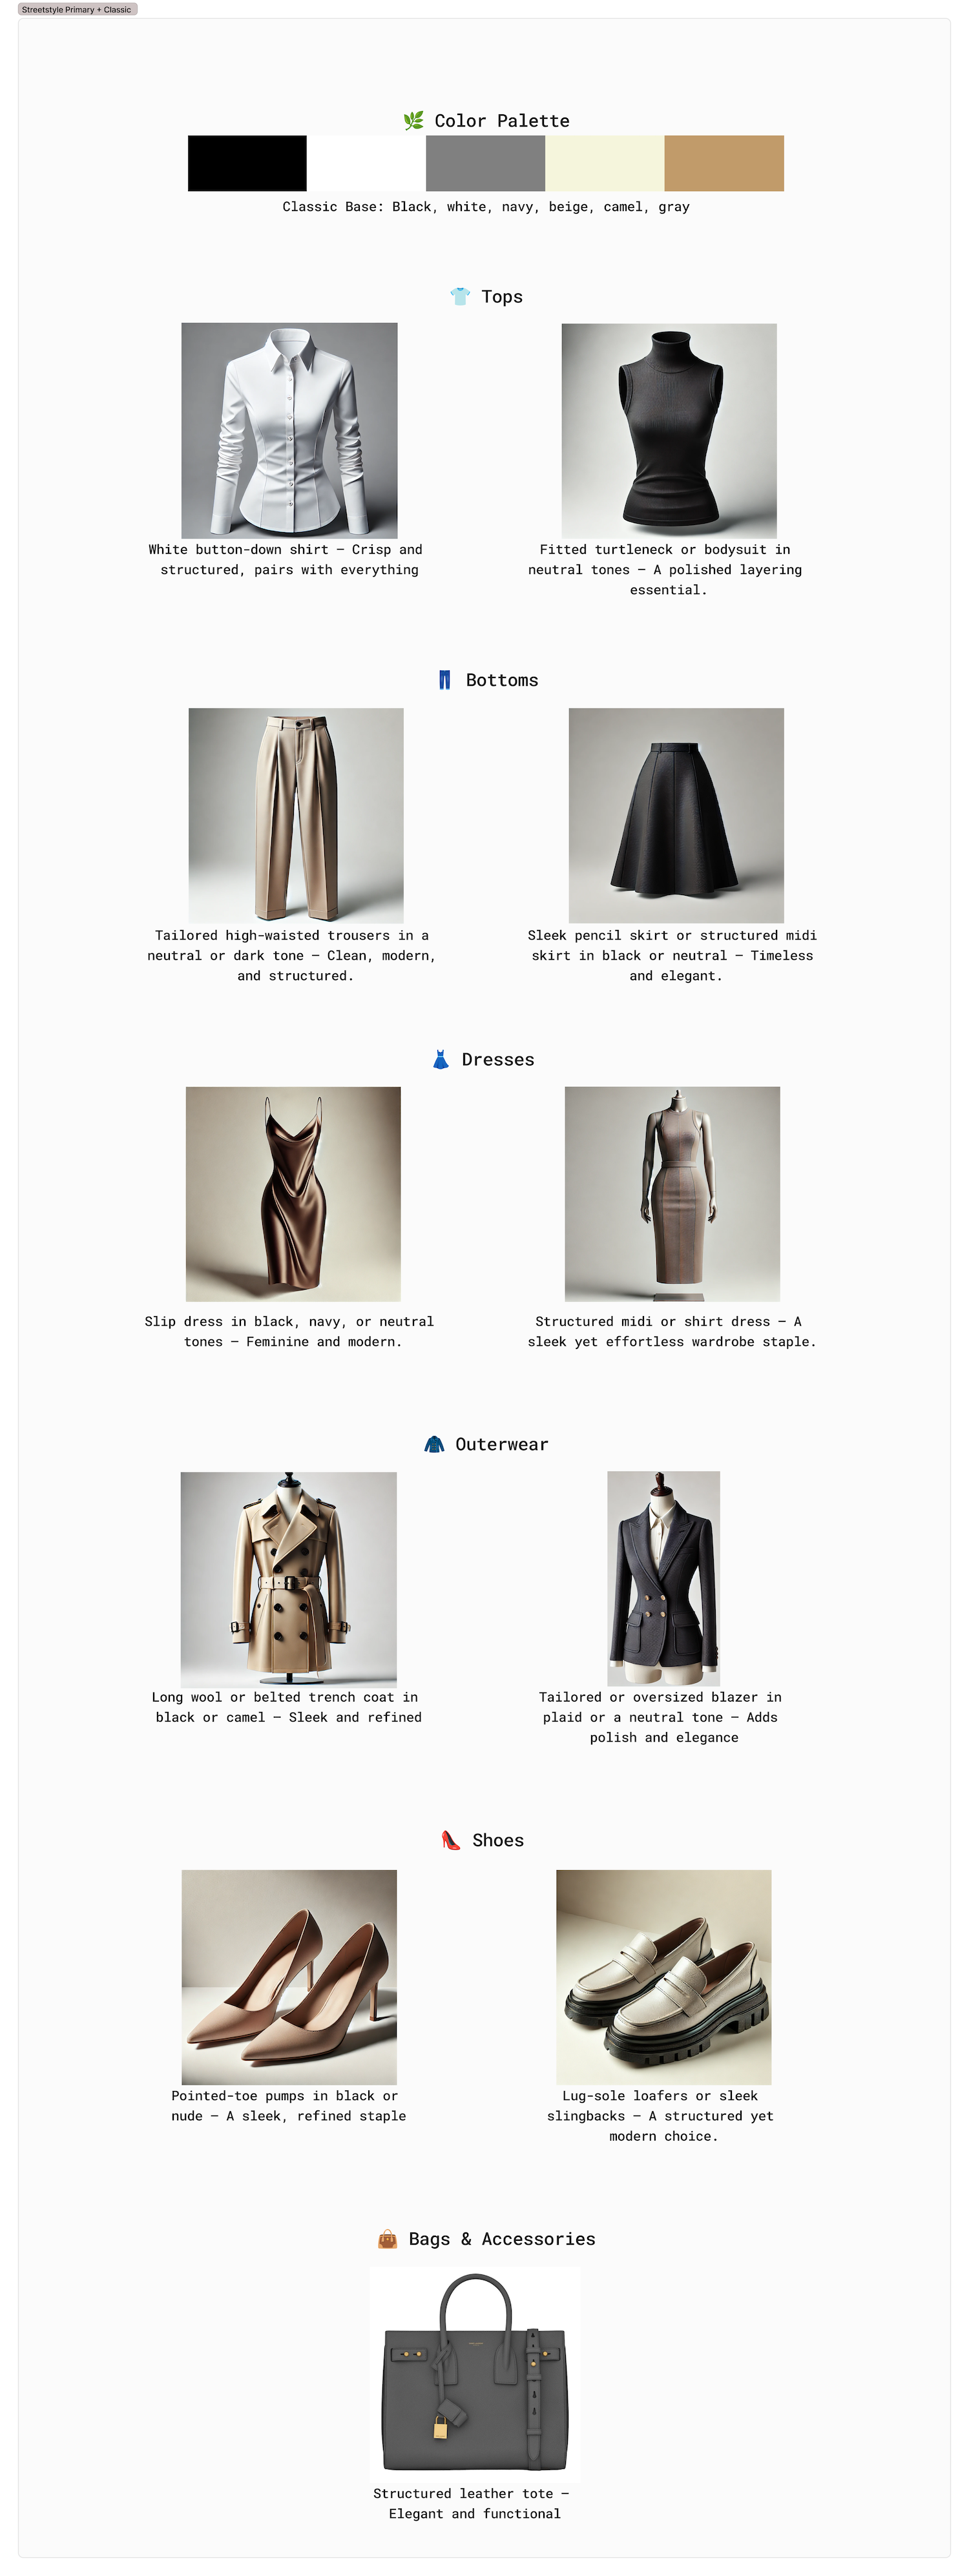 Streetstyle Primary + Classic
Color Palette
Classic Base: Black, white, navy, beige, camel, gray
Tops
White button-down shirt – Crisp and
structured, pairs with everything
Fitted turtleneck or bodysuit in
neutral tones – A polished layering
essential.
Bottoms
Tailored high-waisted trousers in a
neutral or dark tone – Clean, modern,
and structured.
Sleek pencil skirt or structured midi
skirt in black or neutral – Timeless
and elegant.
Dresses
Slip dress in black, navy, or neutral
tones – Feminine and modern.
Structured midi or shirt dress – A
sleek yet effortless wardrobe staple.
Outerwear
Long wool or belted trench coat in
black or camel – Sleek and refined
Tailored or oversized blazer in
plaid or a neutral tone – Adds
polish and elegance
Shoes
Pointed-toe pumps in black or
nude – A sleek, refined staple
Lug-sole loafers or sleek
slingbacks – A structured yet
modern choice.
Bags & Accessories
Structured leather tote –
Elegant and functional